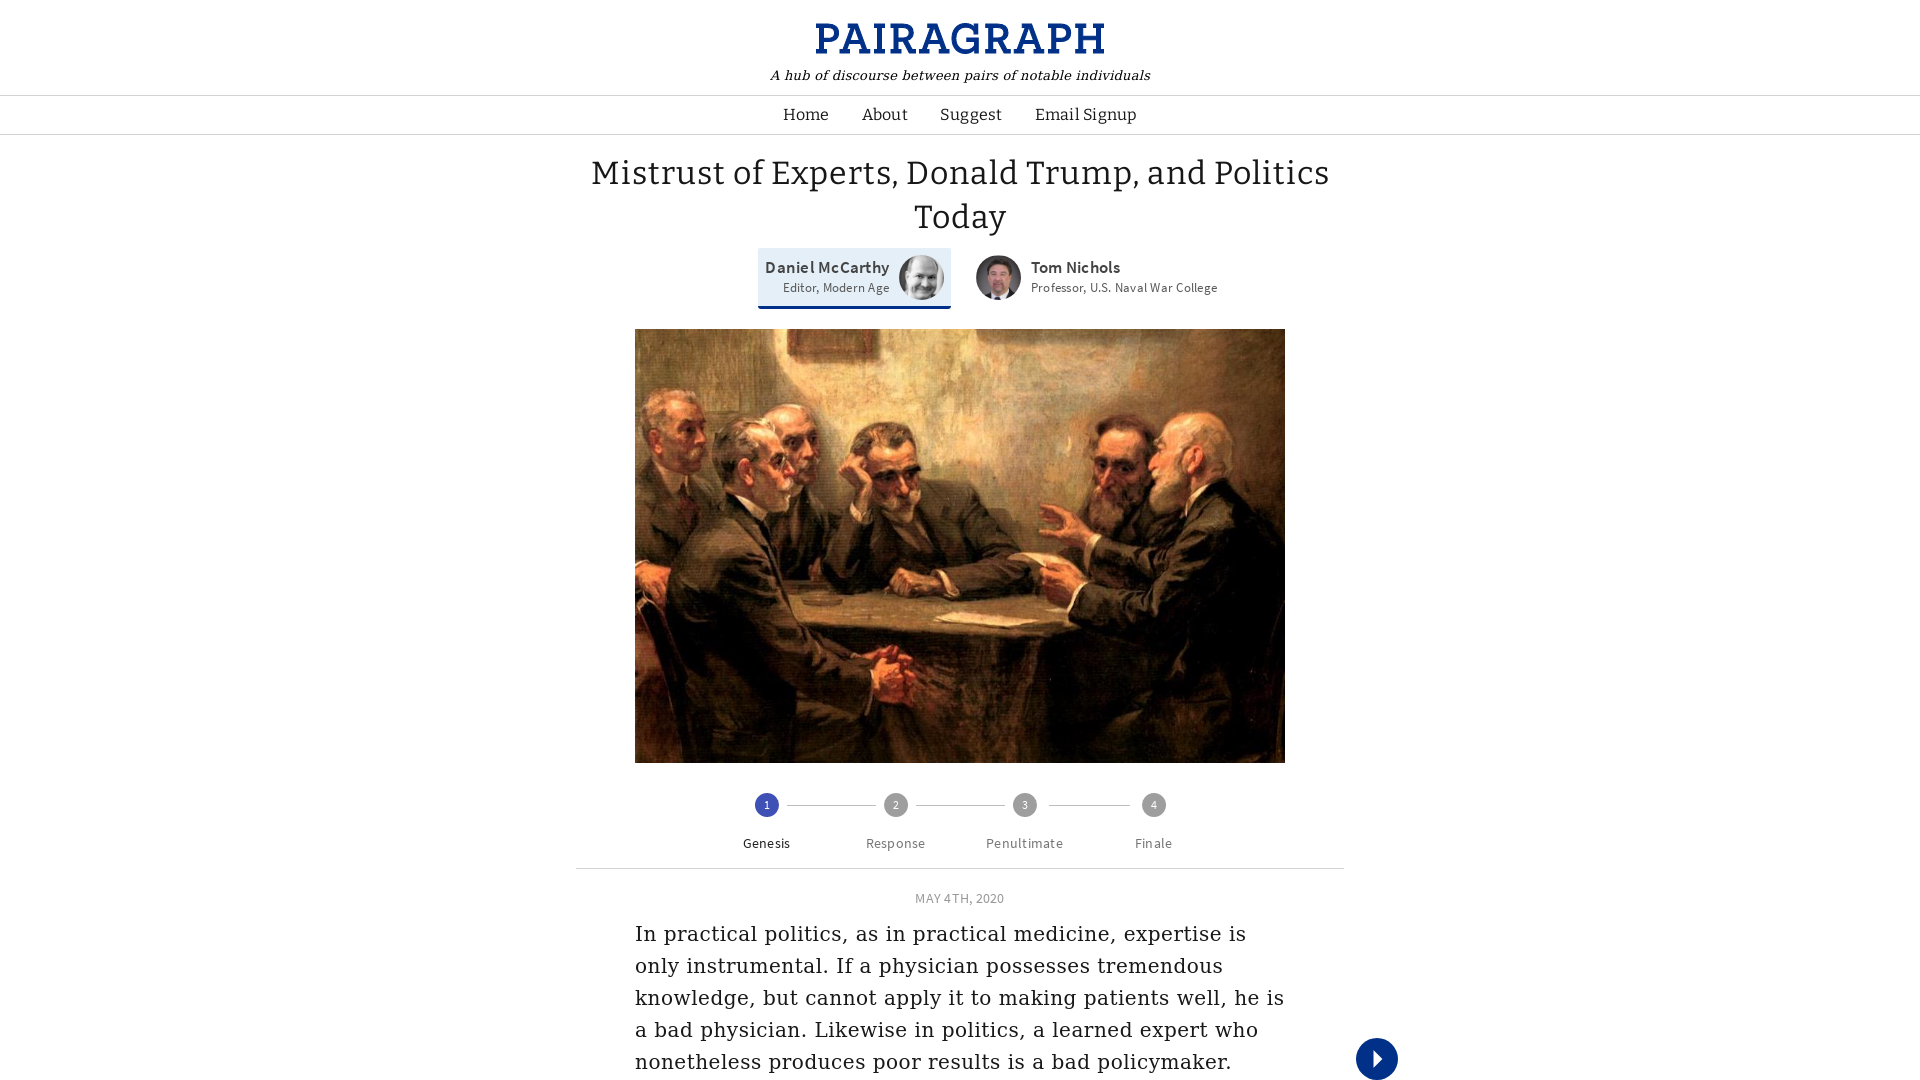 PAIRAGRAPH
A hub of discourse between pairs of notable individuals
Home About Suggest Email Signup
Mistrust of Experts, Donald Trump, and Politics
Today
Daniel McCarthy
Editor, Modern Age
Tom Nichols
Professor, U.S. Naval War College
1 2 3 4
Genesis Response Penultimate Finale
MAY 4TH, 2020
In practical politics, as in practical medicine, expertise is
only instrumental. If a physician possesses tremendous
knowledge, but cannot apply it to making patients well, he is
a bad physician. Likewise in politics, a learned expert who
nonetheless produces poor results is a bad policymaker.